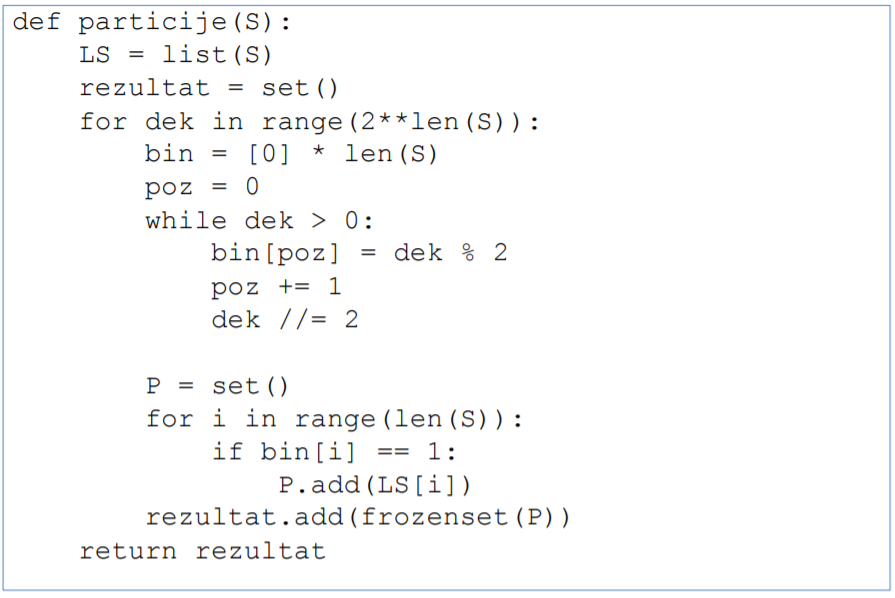 def particije(S):
    LS = list(S)
    rezultat = set()
    for dek in range(2**len(S)):
        bin = [0] * len(S)
        poz = 0
        while dek > 0:
            bin[poz] = dek % 2
            poz += 1
            dek //= 2

        P = set()
        for i in range(len(S)):
            if bin[i] == 1:
                P.add(LS[i])
        rezultat.add(frozenset(P))
    return rezultat